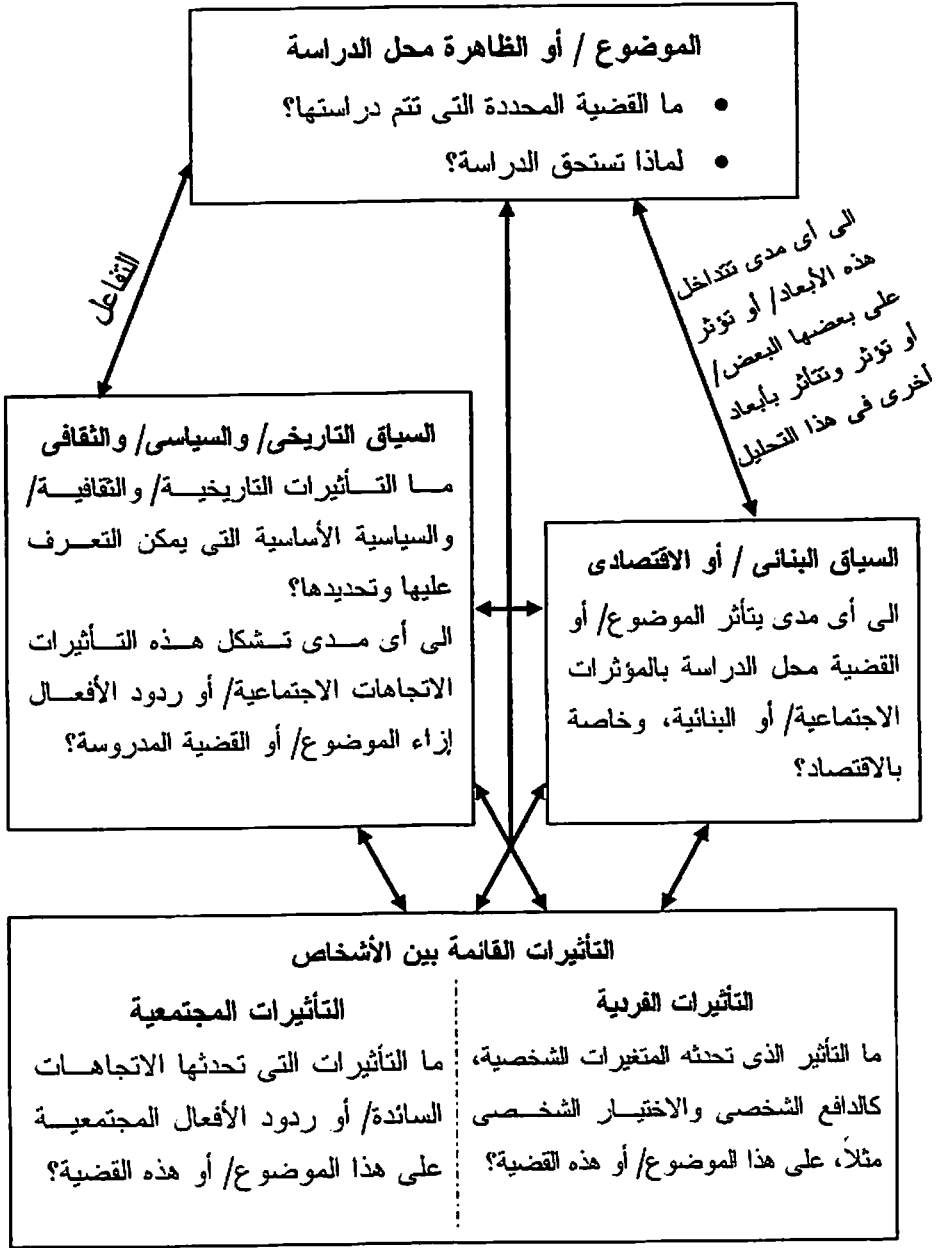 الموضوع / أو الظاهرة محل الدراسة
• ما القضية المحددة التى تتم دراستها؟
• لماذا تستحق الدراسة؟
التفاعل
الى أى مدى تتداخل
هذه الأبعاد/ أو تؤثر
على بعضها البعض/
أو تؤثر وتتأثر بأبعاد
أخرى فى هذا التحليل
السياق التاريخى/ والسياسى/ والثقافى
ما التأثيرات التاريخية/ والثقافية/
والسياسية الأساسية التى يمكن التعرف
عليها وتحديدها؟
الى أى مدى تشكل هذه التأثيرات
الاتجاهات الاجتماعية/ أو ردود الأفعال
إزاء الموضوع/ أو القضية المدروسة؟
السياق البنائى / أو الاقتصادى
الى أى مدى يتأثر الموضوع/ أو
القضية محل الدراسة بالمؤثرات
الاجتماعية/ أو البنائية، وخاصة
بالاقتصاد؟
التأثيرات القائمة بين الأشخاص
التأثيرات الفردية
ما التأثير الذى تحدثه المتغيرات الشخصية،
كالدافع الشخصى والاختيار الشخصى
مثلاً، على هذا الموضوع/ أو هذه القضية؟
التأثيرات المجتمعية
ما التأثيرات التى تحدثها الاتجاهات
السائدة/ أو ردود الأفعال المجتمعية
على هذا الموضوع/ أو هذه القضية؟